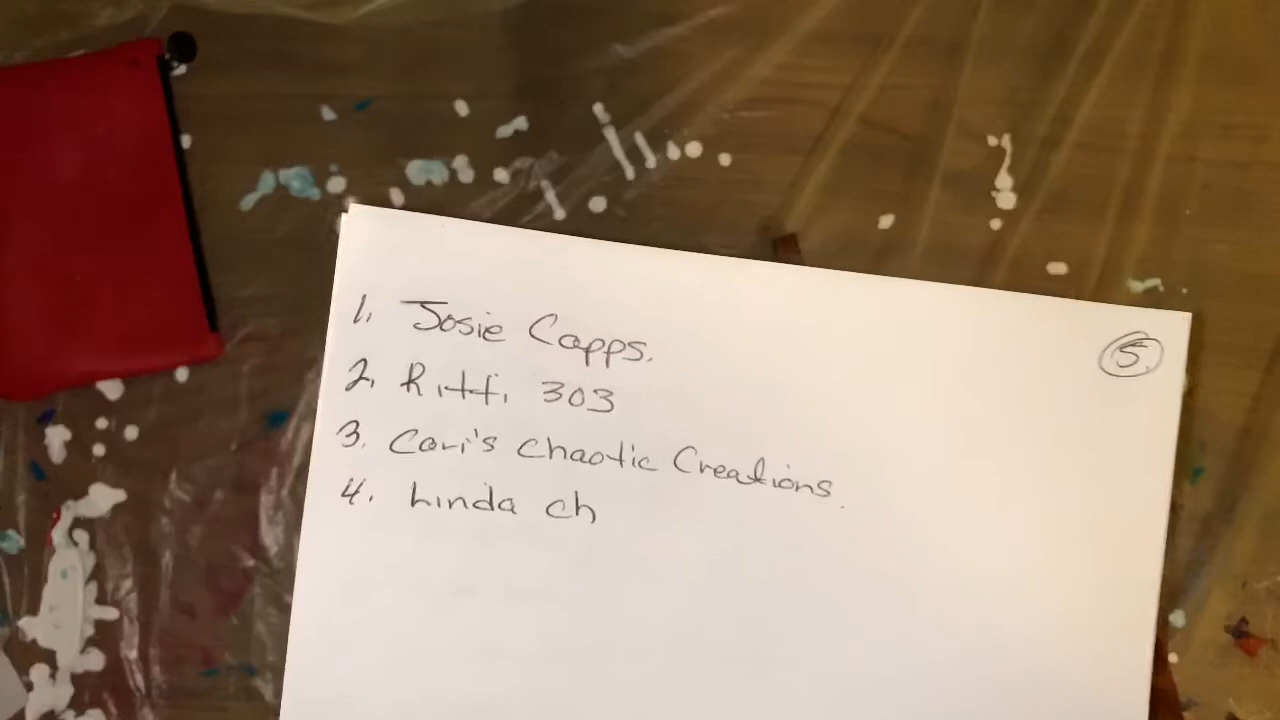 1. Josie Capps.
5.
2. Ritti 303
3. Cari's Chaotic Creations.
4. Linda ch